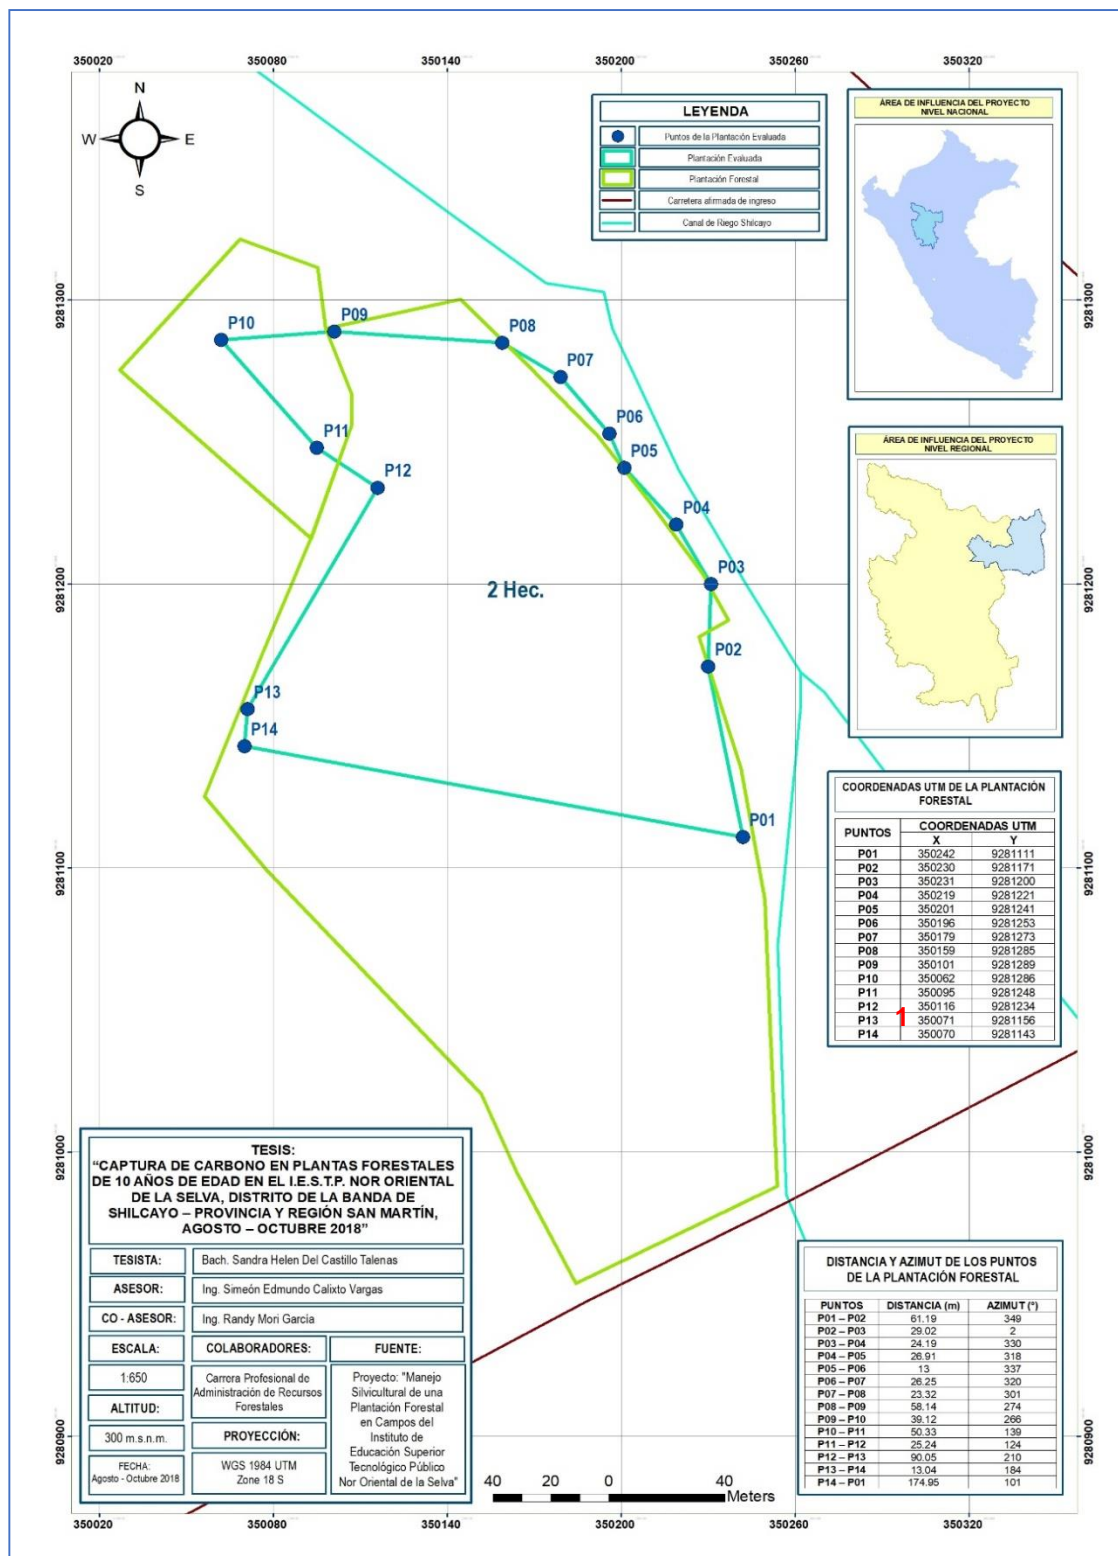 350020 350080 350140 350200 350260 350320
N
W E
S
LEYENDA
Puntos de la Plantación Evaluada
Plantación Evaluada
Plantación Forestal
Carretera afirmada de ingreso
Canal de Riego Shilcayo
ÁREA DE INFLUENCIA DEL PROYECTO
NIVEL NACIONAL
9281300 9281300
P10
P09
P08
P07
P06
P05
P11
P12
P04
P03
ÁREA DE INFLUENCIA DEL PROYECTO
NIVEL REGIONAL
9281200 9281200
2 Hec.
P02
P13
P14
P01
9281100 9281100
COORDENADAS UTM DE LA PLANTACIÓN
FORESTAL
PUNTOS COORDENADAS UTM
X Y
P01 350242 9281111
P02 350230 9281171
P03 350231 9281200
P04 350219 9281221
P05 350201 9281241
P06 350196 9281253
P07 350179 9281273
P08 350159 9281285
P09 350101 9281289
P10 350062 9281286
P11 350095 9281248
P12 350116 9281234
P13 350071 9281156
P14 350070 9281143
1
9281000 9281000
TESIS:
“CAPTURA DE CARBONO EN PLANTAS FORESTALES
DE 10 AÑOS DE EDAD EN EL I.E.S.T.P. NOR ORIENTAL
DE LA SELVA, DISTRITO DE LA BANDA DE
SHILCAYO – PROVINCIA Y REGIÓN SAN MARTÍN,
AGOSTO – OCTUBRE 2018”
TESISTA: Bach. Sandra Helen Del Castillo Talenas
ASESOR: Ing. Simeón Edmundo Calixto Vargas
CO - ASESOR: Ing. Randy Mori García
ESCALA:
1:650
ALTITUD:
300 m.s.n.m.
FECHA:
Agosto - Octubre 2018
COLABORADORES:
Carrora Profesional de
Administración de Recursos
Forestales
PROYECCIÓN:
WGS 1984 UTM
Zone 18 S
FUENTE:
Proyecto: "Manejo
Silvicultural de una
Plantación Forestal
en Campos del
Instituto de
Educación Superior
Tecnológico Público
Nor Oriental de la Selva"
DISTANCIA Y AZIMUT DE LOS PUNTOS
DE LA PLANTACIÓN FORESTAL
PUNTOS DISTANCIA (m) AZIMUT (°)
P01 – P02 61.19 349
P02 – P03 29.02 2
P03 – P04 24.19 330
P04 – P05 26.91 318
P05 – P06 13 337
P06 – P07 26.25 320
P07 – P08 23.32 301
P08 – P09 58.14 274
P09 – P10 39.12 266
P10 – P11 50.33 139
P11 – P12 25.24 124
P12 – P13 90.05 210
P13 – P14 13.04 184
P14 – P01 174.95 101
9280900 9280900
40 0 40
Meters
350020 350080 350140 350200 350260 350320